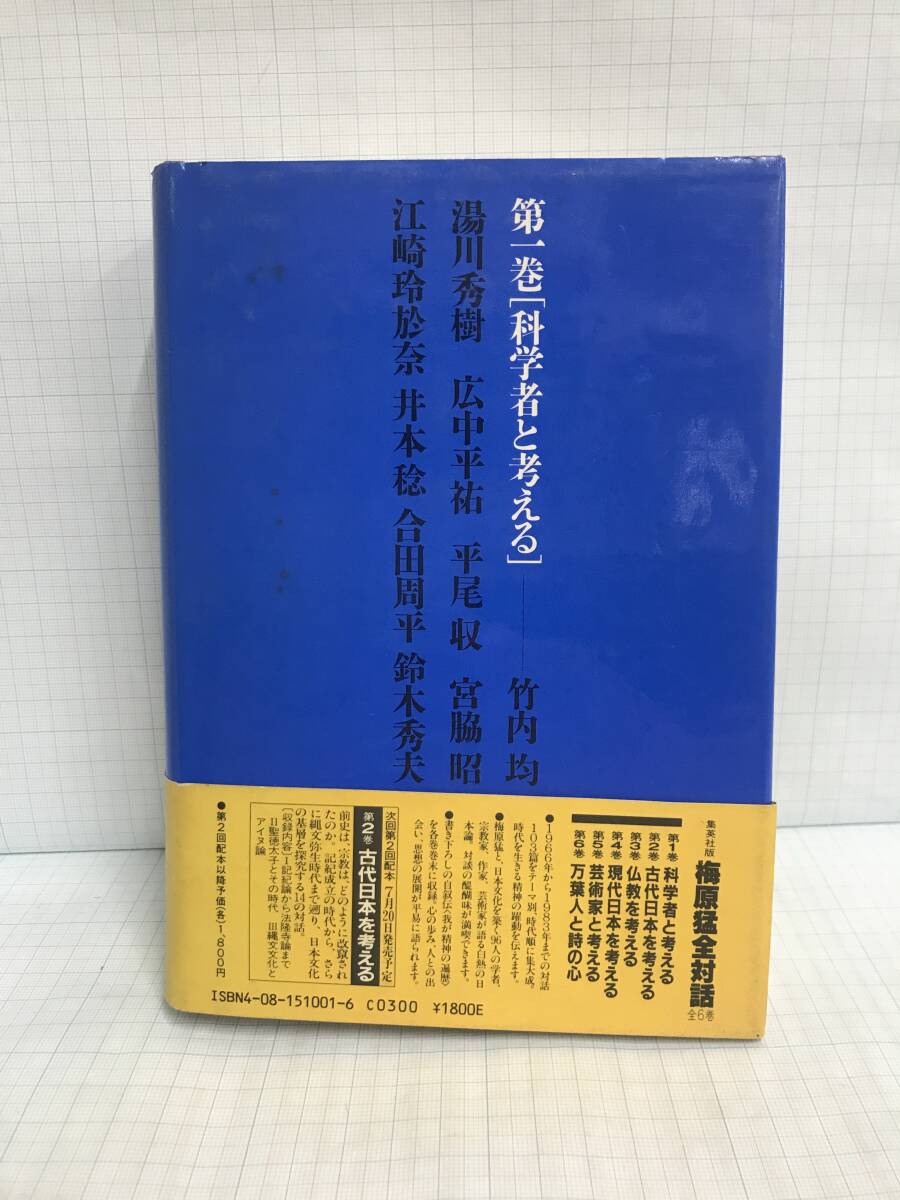 第一巻[科学者と考える]――竹内 均
湯川秀樹 広中平祐 平尾 収 宮脇 昭
江崎玲於奈 井本 稔 合田周平 鈴木秀夫
集英社版
梅原猛全対話
全6巻
第1巻 科学者と考える
第2巻 古代日本を考える
第3巻 仏教を考える
第4巻 現代日本を考える
第5巻 芸術家と考える
第6巻 万葉人と詩の心
●1966年から1983年までの対話
103篇をテーマ別、時代順に集大成。
時代を生きる精神の躍動を伝えます。
●梅原猛と、日本文化を築く96人の学者、
宗教家、作家、芸術家が語る白熱の日
本論。対談の醍醐味が満喫できます。
●書き下ろしの自叙伝〈我が精神の遍歴〉
を各巻巻末に収録。心の歩み、人との出
会い、思想の展開が平易に語られます。
次回第2回配本 7月20日発売予定
第2巻 古代日本を考える
前史は、宗教は、どのように改竄され
たのか。記紀成立の時代から、さら
に縄文弥生時代まで遡り、日本文化
の基層を探究する14の対話。
〔収録内容〕Ⅰ記紀論から法隆寺論まで
Ⅱ聖徳太子とその時代 Ⅲ縄文文化と
アイヌ論
●第2回配本以降予価(各)1,800円
ISBN4-08-151001-6 C0300 ¥1800E